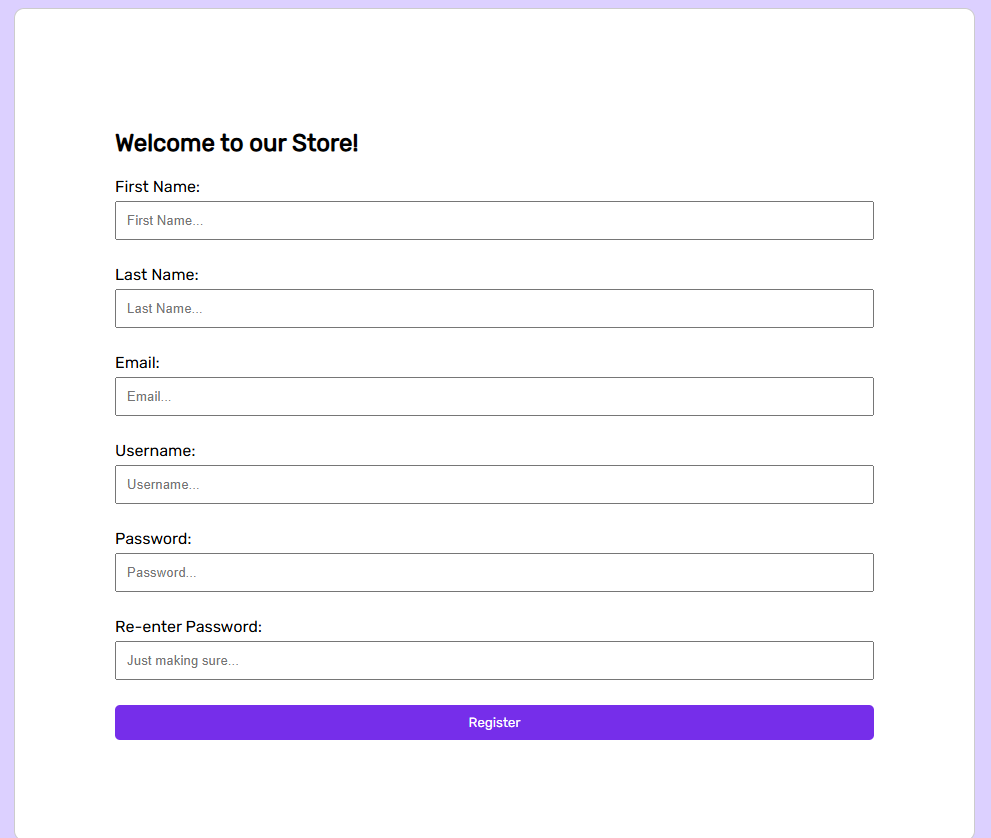 Welcome to our Store!
First Name:
First Name...
Last Name:
Last Name...
Email:
Email...
Username:
Username...
Password:
Password...
Re-enter Password:
Just making sure...
Register